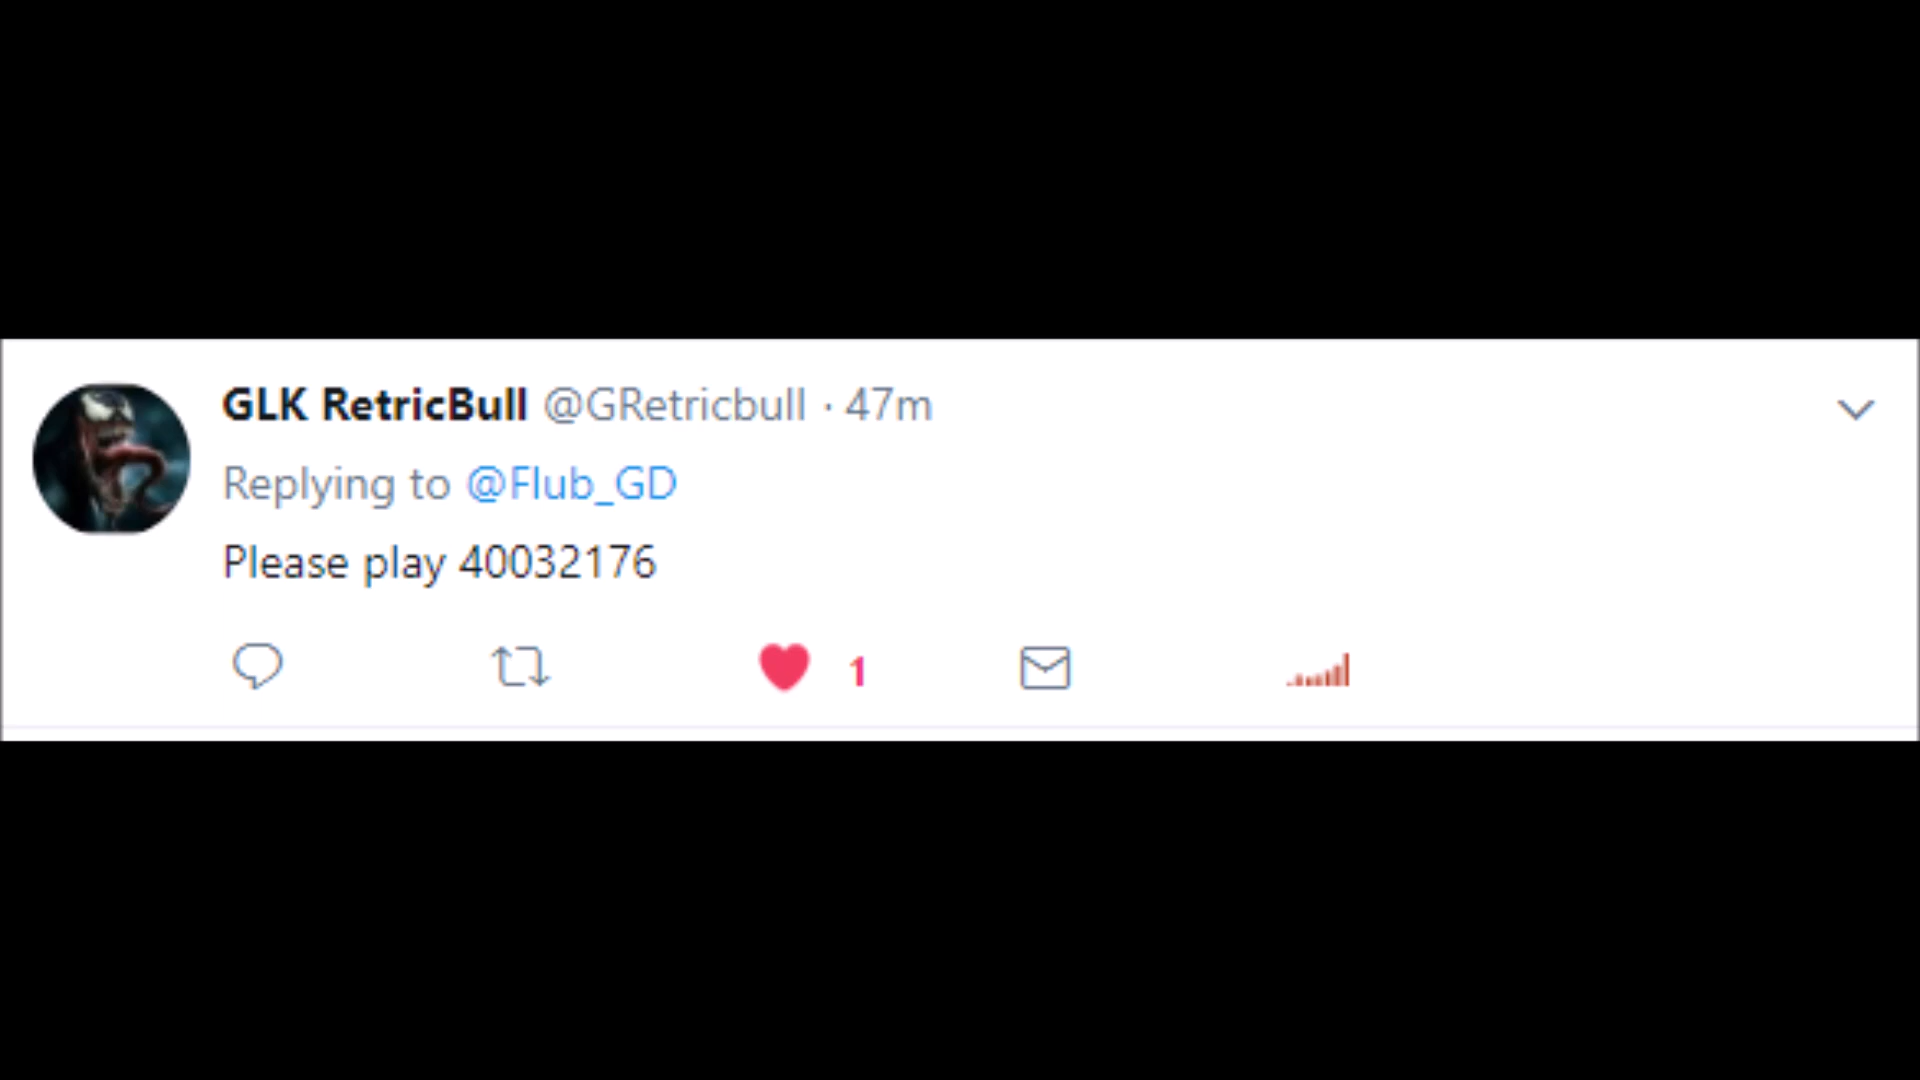 GLK RetricBull @GRetricbull · 47m
Replying to @Flub_GD
Please play 40032176
1